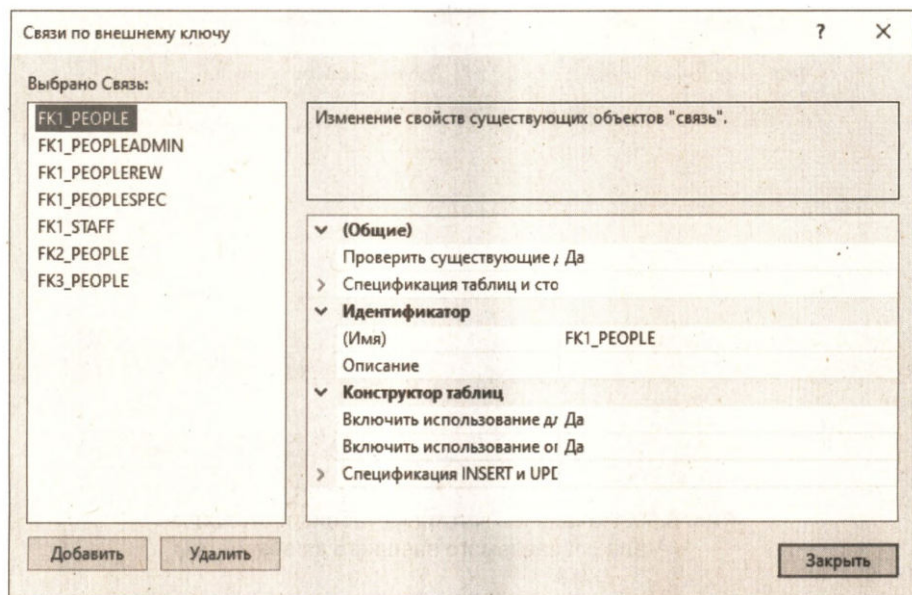 Связи по внешнему ключу
? ×
Выбрано Связь:
FK1_PEOPLE
FK1_PEOPLEADMIN
FK1_PEOPLEREW
FK1_PEOPLESPEC
FK1_STAFF
FK2_PEOPLE
FK3_PEOPLE
Изменение свойств существующих объектов "связь".
(Общие)
Проверить существующие д Да
Спецификация таблиц и сто
Идентификатор
(Имя) FK1_PEOPLE
Описание
Конструктор таблиц
Включить использование дл Да
Включить использование ог Да
Спецификация INSERT и UPD
Добавить Удалить
Закрыть